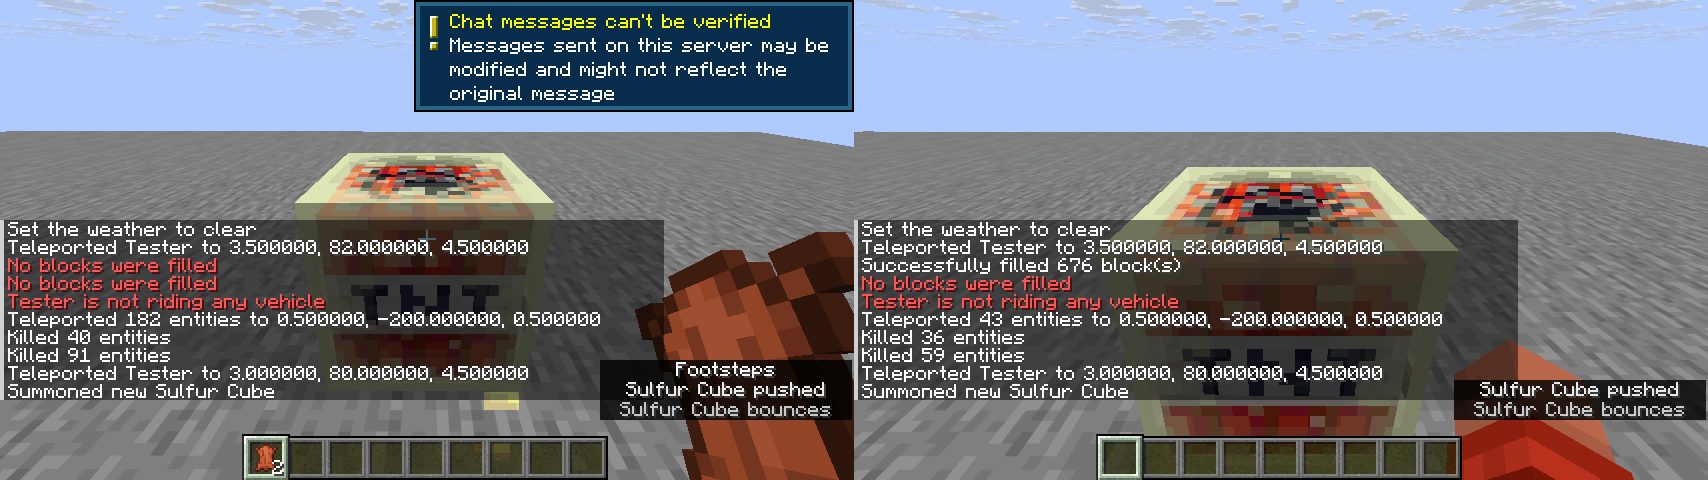 Chat messages can't be verified
Messages sent on this server may be
modified and might not reflect the
original message
Set the weather to clear
Teleported Tester to 3.500000, 82.000000, 4.500000
No blocks were filled
No blocks were filled
Tester is not riding any vehicle
Teleported 182 entities to 0.500000, -200.000000, 0.500000
Killed 40 entities
Killed 91 entities
Teleported Tester to 3.000000, 80.000000, 4.500000
Summoned new Sulfur Cube
TNT
Footsteps
Sulfur Cube pushed
Sulfur Cube bounces
2
Set the weather to clear
Teleported Tester to 3.500000, 82.000000, 4.500000
Successfully filled 676 block(s)
No blocks were filled
Tester is not riding any vehicle
Teleported 43 entities to 0.500000, -200.000000, 0.500000
Killed 36 entities
Killed 59 entities
Teleported Tester to 3.000000, 80.000000, 4.500000
Summoned new Sulfur Cube
TNT
Sulfur Cube pushed
Sulfur Cube bounces